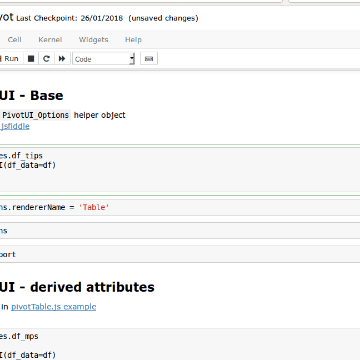 vot Last Checkpoint: 26/01/2018 (unsaved changes)
Cell Kernel Widgets Help
Run Code
UI - Base
PivotUI_Options helper object
jsfiddle
es.df_tips
I(df_data=df)
ns.rendererName = 'Table'
ns
port
UI - derived attributes
in pivotTable.js example
es.df_mps
I(df_data=df)